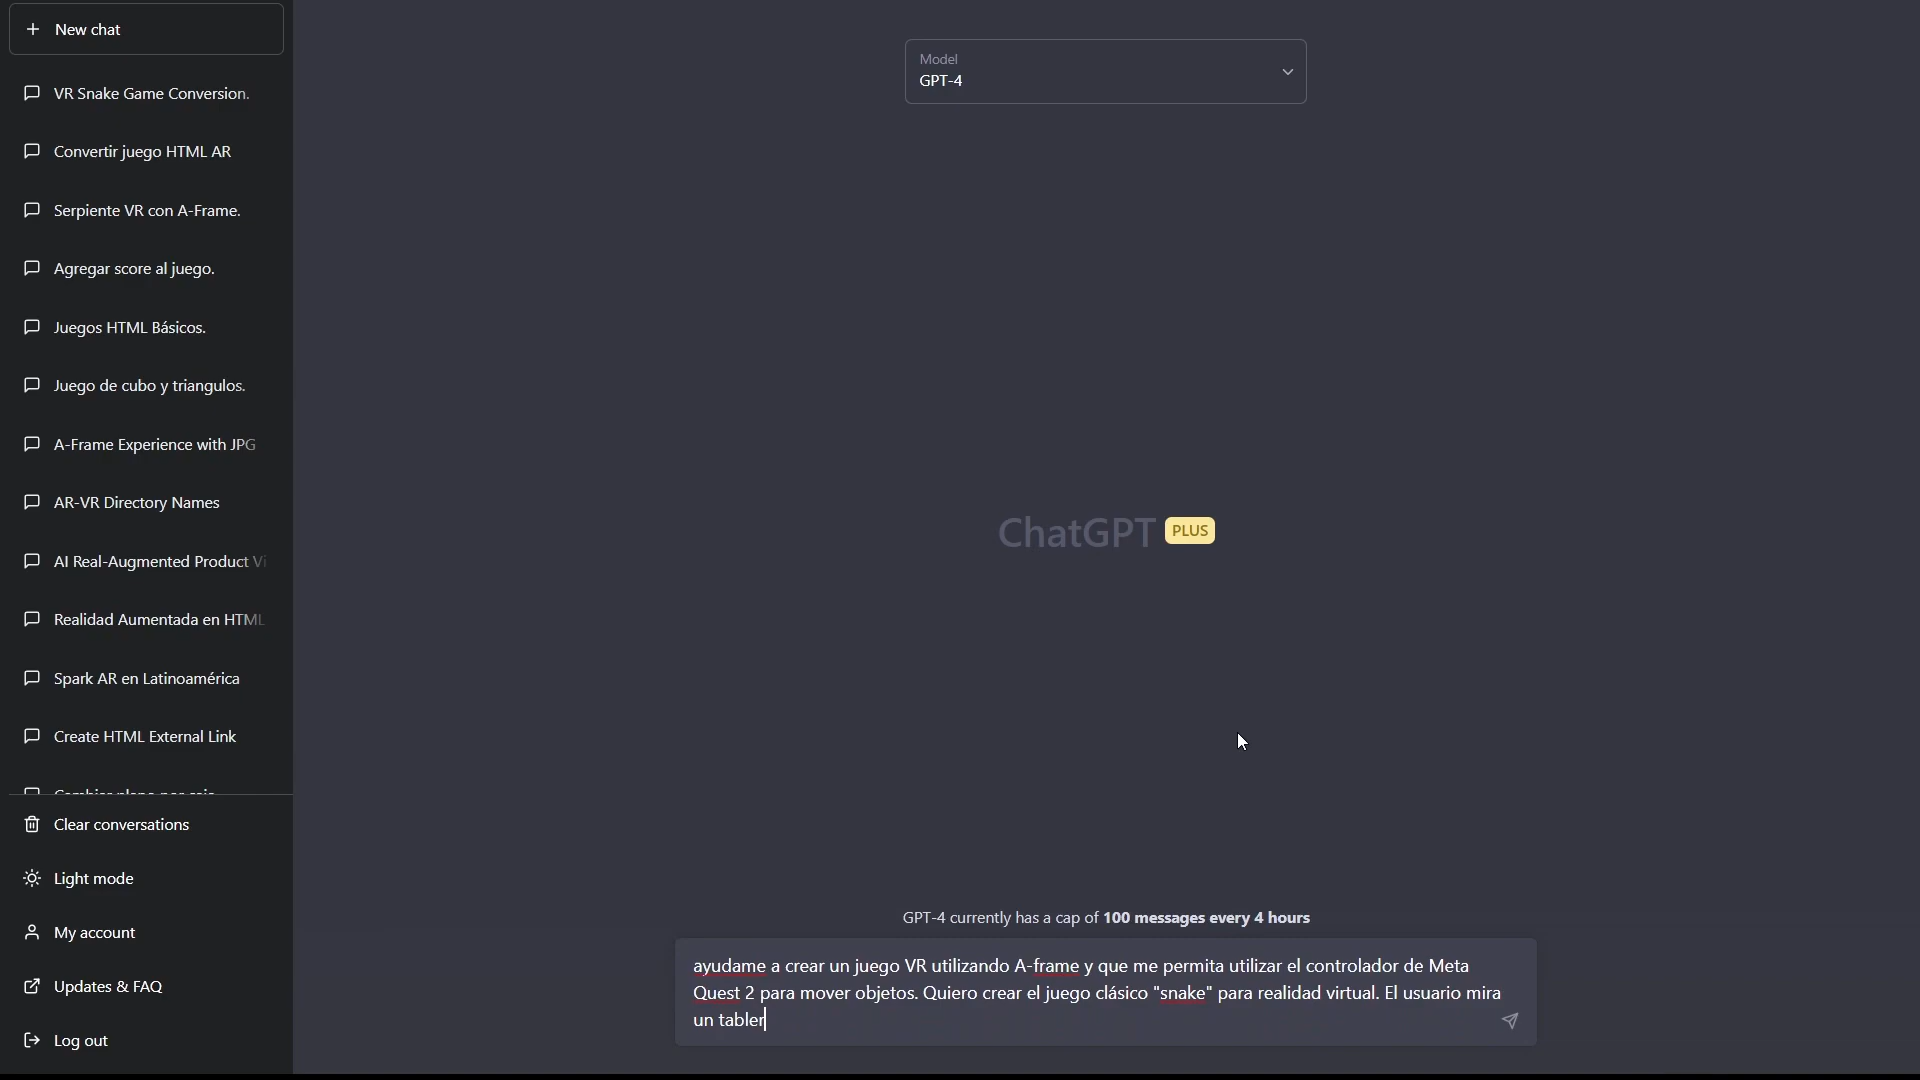 New chat
VR Snake Game Conversion.
Convertir juego HTML AR
Serpiente VR con A-Frame.
Agregar score al juego.
Juegos HTML Básicos.
Juego de cubo y triangulos.
A-Frame Experience with JPG
AR-VR Directory Names
AI Real-Augmented Product Vi
Realidad Aumentada en HTML
Spark AR en Latinoamérica
Create HTML External Link
Clear conversations
Light mode
My account
Updates & FAQ
Log out
Model
GPT-4
ChatGPT PLUS
GPT-4 currently has a cap of 100 messages every 4 hours
ayudame a crear un juego VR utilizando A-frame y que me permita utilizar el controlador de Meta
Quest 2 para mover objetos. Quiero crear el juego clásico "snake" para realidad virtual. El usuario mira
un tabler